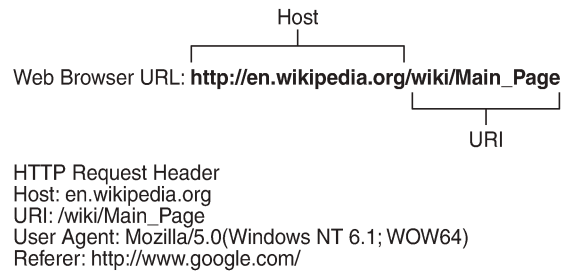 Host
Web Browser URL: http://en.wikipedia.org/wiki/Main_Page
URI
HTTP Request Header
Host: en.wikipedia.org
URI: /wiki/Main_Page
User Agent: Mozilla/5.0(Windows NT 6.1; WOW64)
Referer: http://www.google.com/